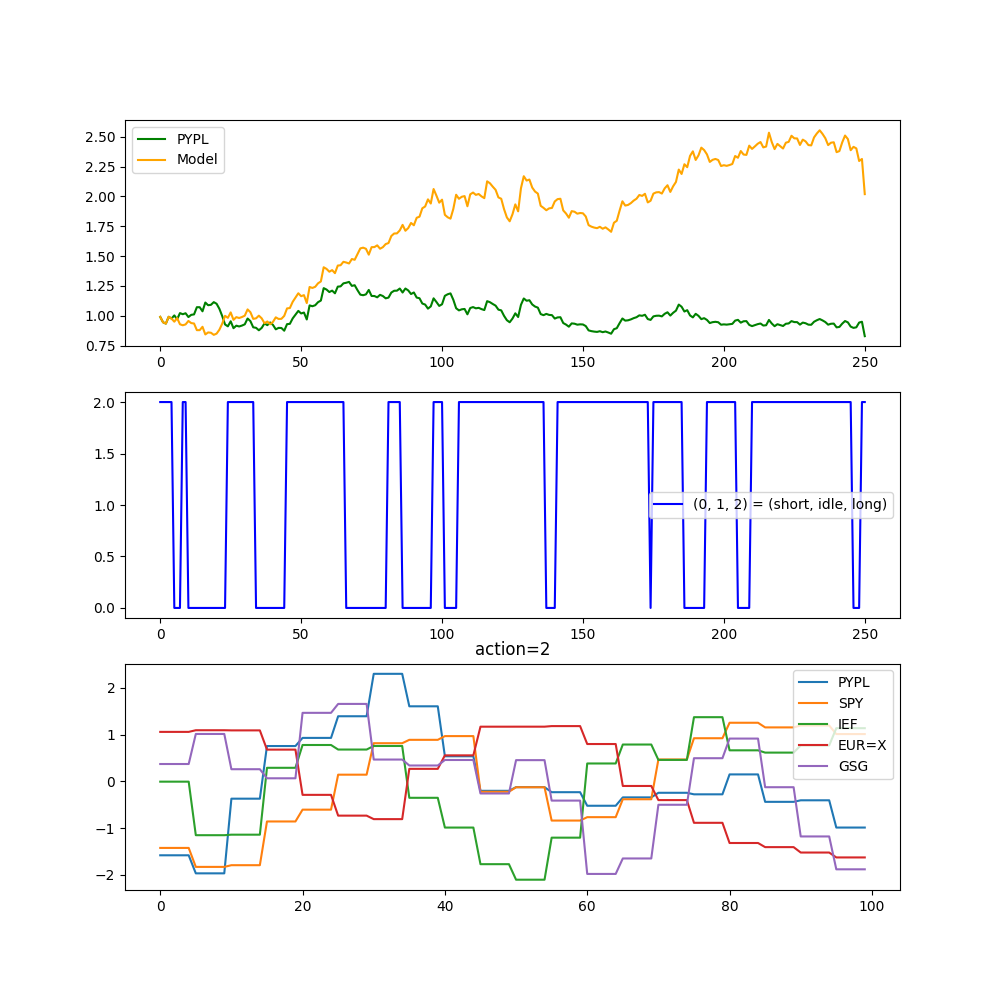 2.50
2.25
2.00
1.75
1.50
1.25
1.00
0.75
PYPL
Model
0 50 100 150 200 250
2.0
1.5
1.0
0.5
0.0
(0, 1, 2) = (short, idle, long)
0 50 100 150 200 250
action=2
2
1
0
−1
−2
PYPL
SPY
IEF
EUR=X
GSG
0 20 40 60 80 100